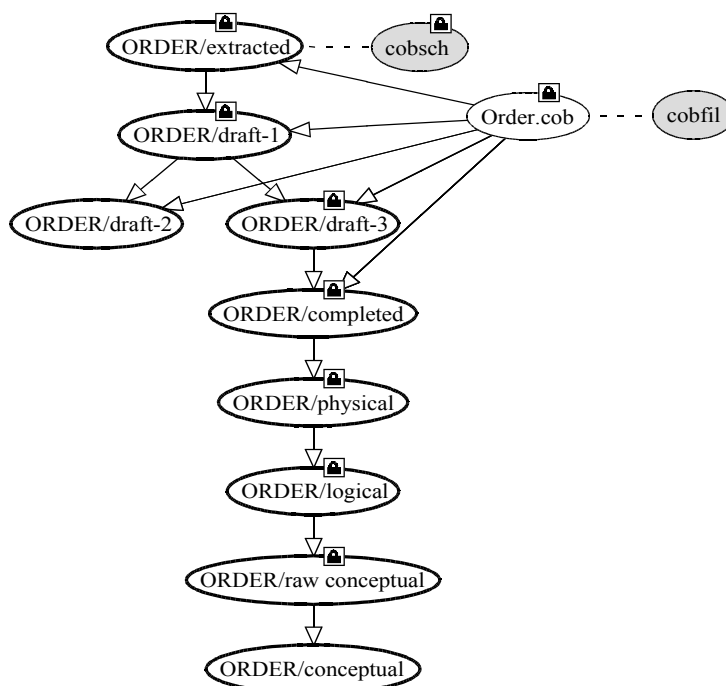 ORDER/extracted
cobsch
Order.cob
cobfil
ORDER/draft-1
ORDER/draft-2
ORDER/draft-3
ORDER/completed
ORDER/physical
ORDER/logical
ORDER/raw conceptual
ORDER/conceptual